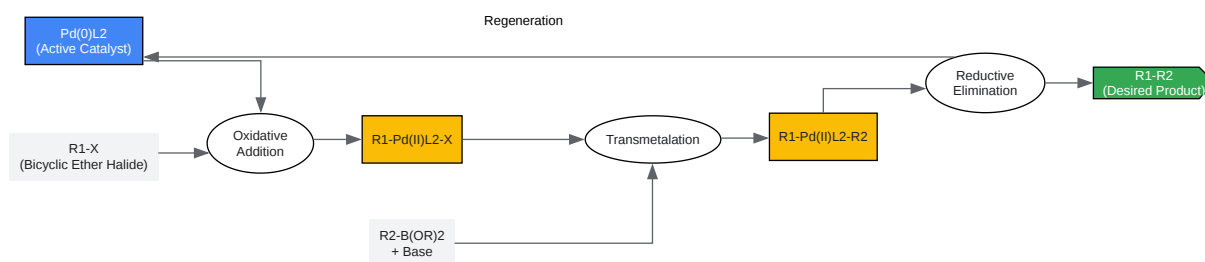 Regeneration
Pd(0)L2
(Active Catalyst)
R1-X
(Bicyclic Ether Halide)
Oxidative
Addition
R1-Pd(II)L2-X
R2-B(OR)2
+ Base
Transmetalation
R1-Pd(II)L2-R2
Reductive
Elimination
R1-R2
(Desired Product)